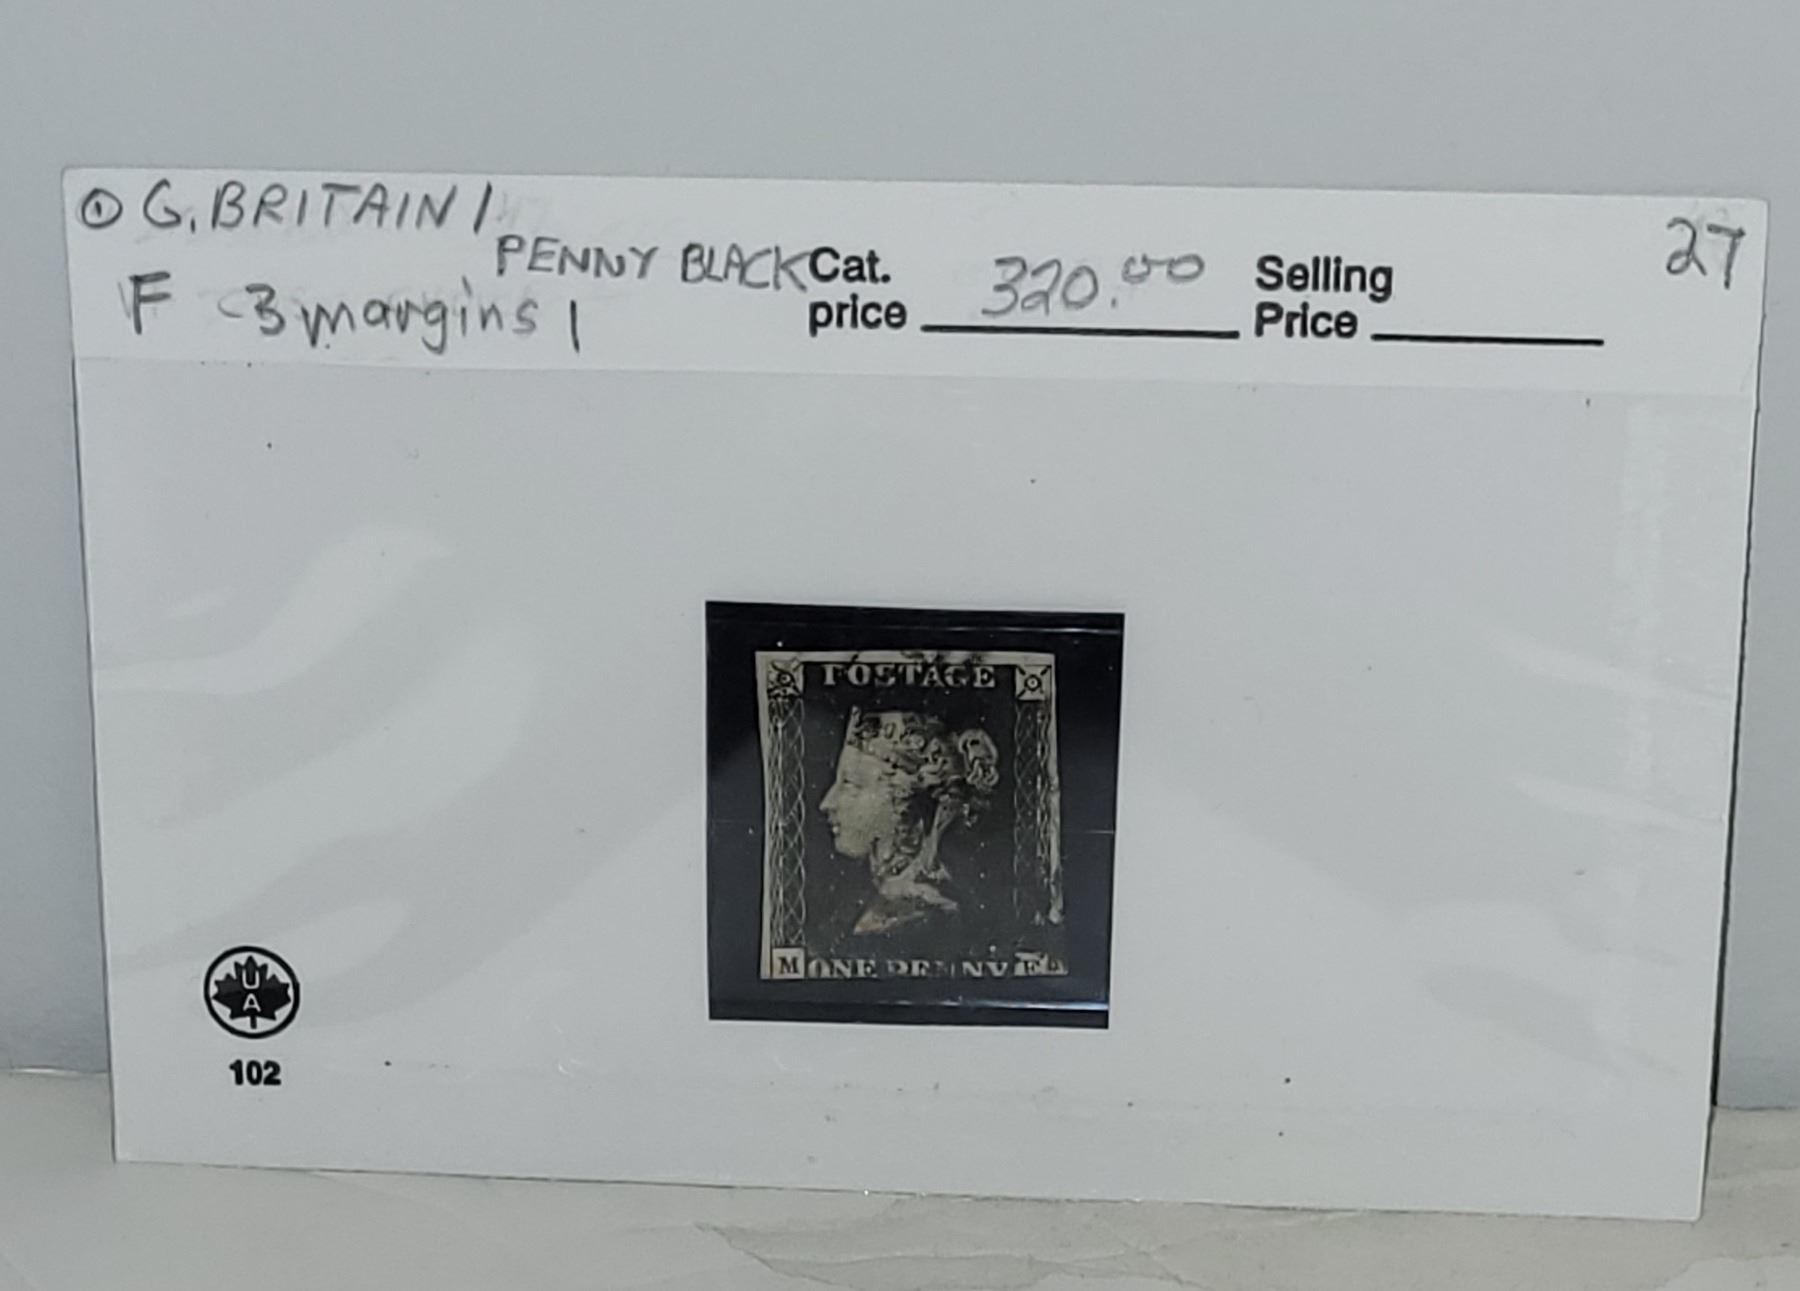 ① G. BRITAIN 1
PENNY BLACK
F 3 margins 1
Cat. price 320.00
Selling Price
27
POSTAGE
M ONE PENNY F
UA
102